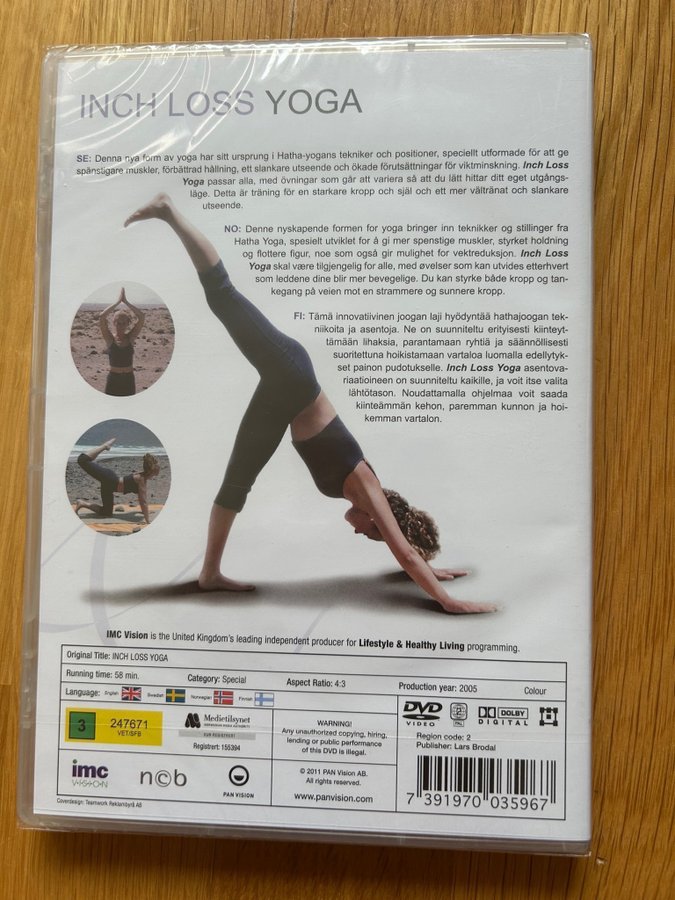 INCH LOSS YOGA
SE: Denna nya form av yoga har sitt ursprung i Hatha-yogans tekniker och positioner, speciellt utformade för att ge
spänstigare muskler, förbättrad hållning, ett slankare utseende och ökade förutsättningar för viktminskning. Inch Loss
Yoga passar alla, med övningar som går att variera så att du lätt hittar ditt eget utgångs-
läge. Detta är träning för en starkare kropp och själ och ett mer vältränat och slankare
utseende.
NO: Denne nyskapende formen for yoga bringer inn teknikker og stillinger fra
Hatha Yoga, spesielt utviklet for å gi mer spenstige muskler, styrket holdning
og flottere figur, noe som også gir mulighet for vektreduksjon. Inch Loss
Yoga skal være tilgjengelig for alle, med øvelser som kan utvides etterhvert
som leddene dine blir mer bevegelige. Du kan styrke både kropp og tan-
kegang på veien mot en strammere og sunnere kropp.
FI: Tämä innovatiivinen joogan laji hyödyntää hathajoogan tek-
niikoita ja asentoja. Ne on suunniteltu erityisesti kiinteyt-
tämään lihaksia, parantamaan ryhtiä ja säännöllisesti
suoritettuna hoikistamaan vartaloa luomalla edellytyk-
set painon pudotukselle. Inch Loss Yoga asentova-
riaatioineen on suunniteltu kaikille, ja voit itse valita
lähtötason. Noudattamalla ohjelmaa voit saada
kiinteämmän kehon, paremman kunnon ja hoi-
kemman vartalon.
IMC Vision is the United Kingdom's leading independent producer for Lifestyle & Healthy Living programming.
Original Title: INCH LOSS YOGA
Running time: 58 min. Category: Special Aspect Ratio: 4:3 Production year: 2005 Colour
Language: English Swedish Norwegian Finnish
3 247671
VET/SFB
Medietilsynet
Registrert: 155394
WARNING!
Any unauthorized copying, hiring,
lending or public performance
of this DVD is illegal.
DVD
VIDEO
DOLBY
DIGITAL
Region code: 2
Publisher: Lars Brodal
imc
VISION
ncb
PAN VISION
© 2011 PAN Vision AB.
All rights reserved.
www.panvision.com
7 391970 035967
Coverdesign: Teamwork Reklambyrå AB